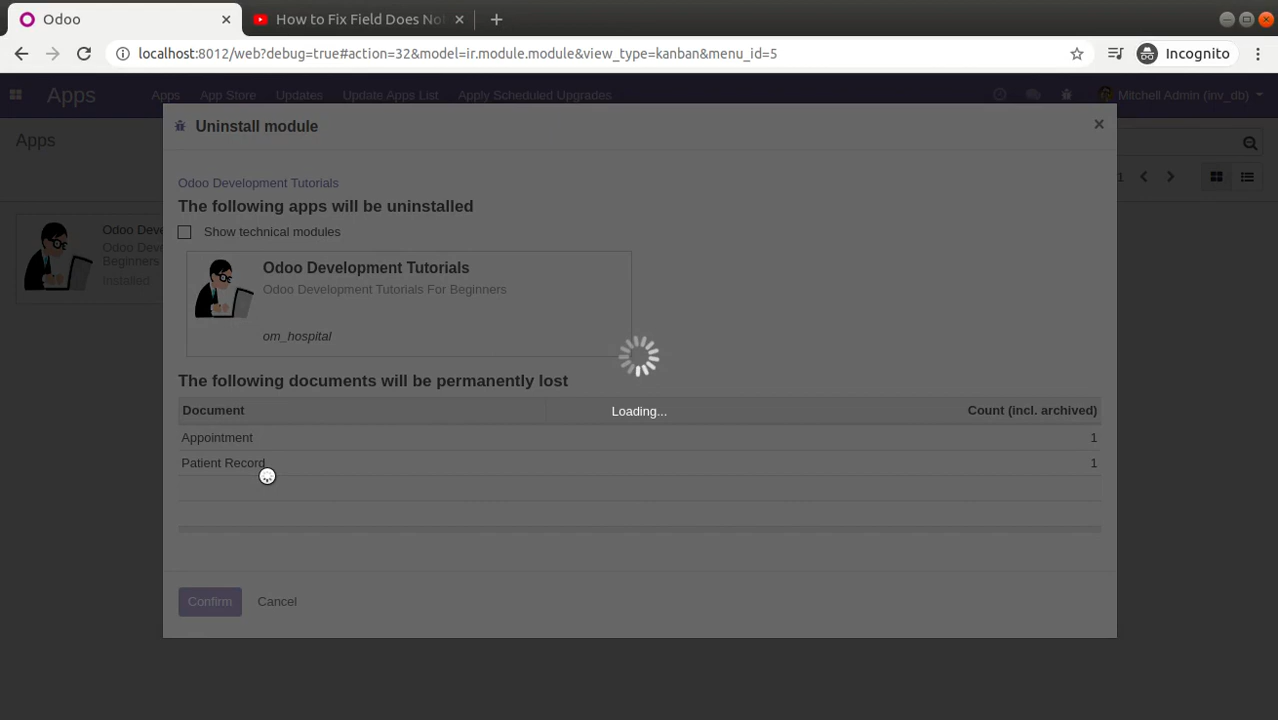 Odoo
How to Fix Field Does No
localhost:8012/web?debug=true#action=32&model=ir.module.module&view_type=kanban&menu_id=5
Incognito
Apps
Apps
App Store
Updates
Update Apps List
Apply Scheduled Upgrades
Mitchell Admin (inv_db)
Apps
1
Odoo Deve
Odoo Deve
Beginners
Installed
Uninstall module
Odoo Development Tutorials
The following apps will be uninstalled
Show technical modules
Odoo Development Tutorials
Odoo Development Tutorials For Beginners
om_hospital
Loading...
The following documents will be permanently lost
Document Count (incl. archived)
Appointment 1
Patient Record 1
Confirm Cancel